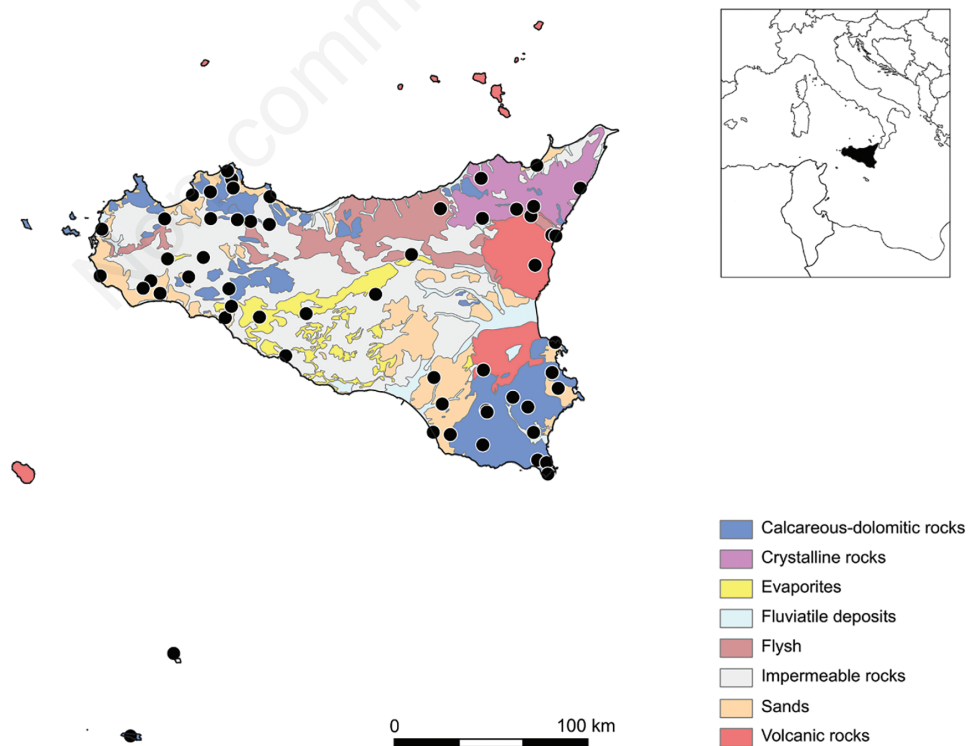 Calcareous-dolomitic rocks
Crystalline rocks
Evaporites
Fluviatile deposits
Flysh
Impermeable rocks
Sands
Volcanic rocks
0 100 km